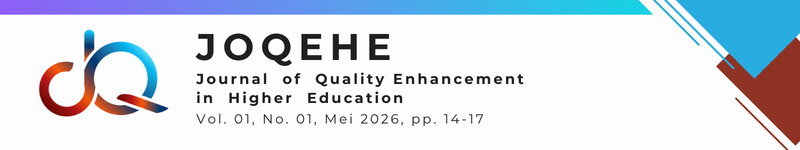 JOQEHE
Journal of Quality Enhancement
in Higher Education
Vol. 01, No. 01, Mei 2026, pp. 14-17